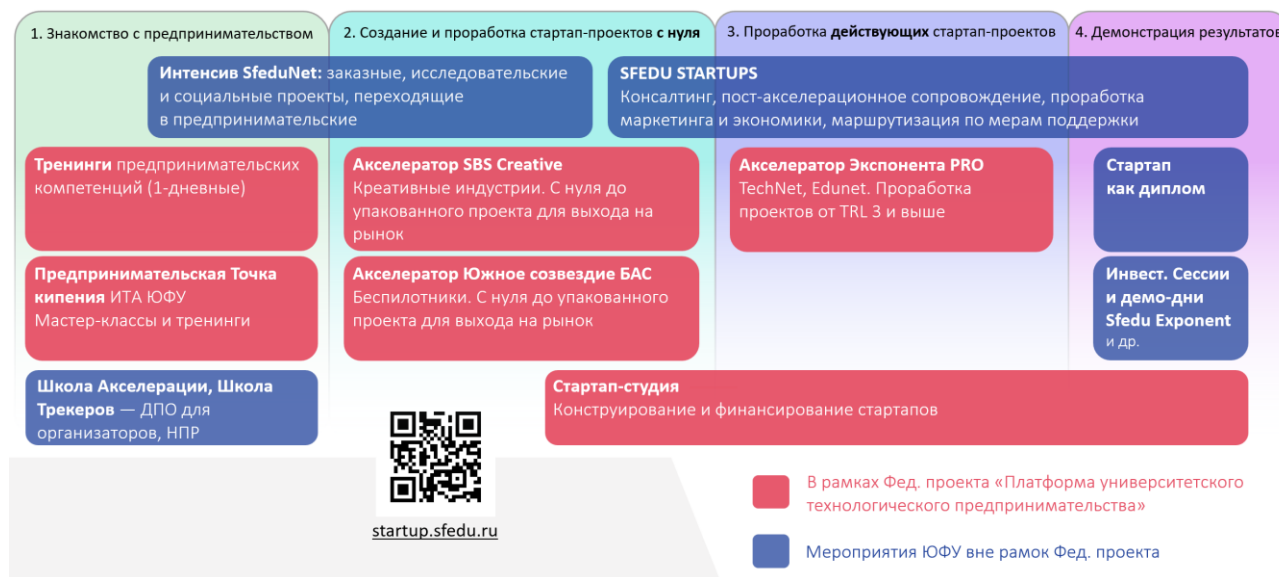 1. Знакомство с предпринимательством
2. Создание и проработка стартап-проектов с нуля
3. Проработка действующих стартап-проектов
4. Демонстрация результатов
Интенсив SfeduNet: заказные, исследовательские
и социальные проекты, переходящие
в предпринимательские
SFEDU STARTUPS
Консалтинг, пост-акселерационное сопровождение, проработка
маркетинга и экономики, маршрутизация по мерам поддержки
Тренинги предпринимательских
компетенций (1-дневные)
Акселератор SBS Creative
Креативные индустрии. С нуля до
упакованного проекта для выхода на
рынок
Акселератор Экспонента PRO
TechNet, Edunet. Проработка
проектов от TRL 3 и выше
Стартап
как диплом
Предпринимательская Точка
кипения ИТА ЮФУ
Мастер-классы и тренинги
Акселератор Южное созвездие БАС
Беспилотники. С нуля до упакованного
проекта для выхода на рынок
Инвест. Сессии
и демо-дни
Sfedu Exponent
и др.
Школа Акселерации, Школа
Трекеров — ДПО для
организаторов, НПР
Стартап-студия
Конструирование и финансирование стартапов
startup.sfedu.ru
В рамках Фед. проекта «Платформа университетского
технологического предпринимательства»
Мероприятия ЮФУ вне рамок Фед. проекта